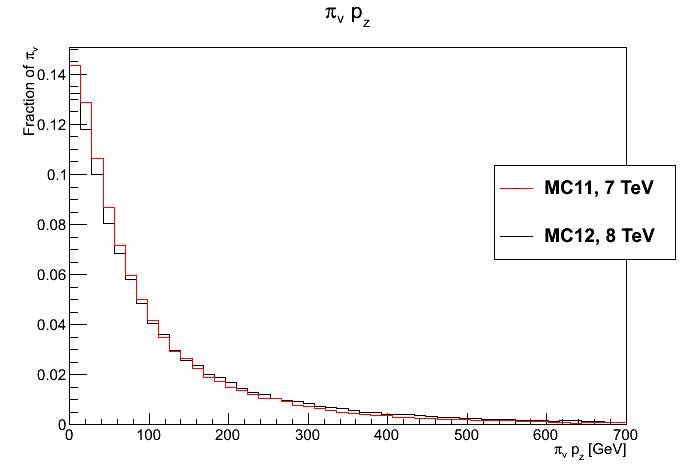 πv pz
Fraction of πv
0.14
0.12
0.1
0.08
0.06
0.04
0.02
0
MC11, 7 TeV
MC12, 8 TeV
0 100 200 300 400 500 600 700
πv pz [GeV]